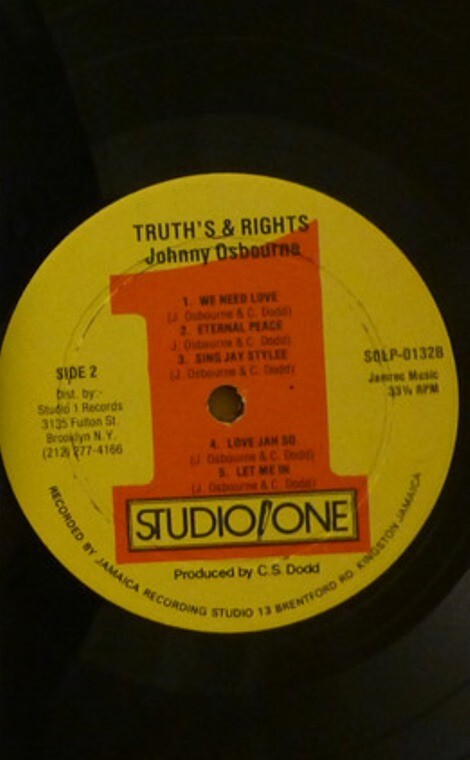 TRUTH'S & RIGHTS
Johnny Osbourne
1. WE NEED LOVE
(J. Osbourne & C. Dodd)
2. ETERNAL PEACE
J. Osbourne & C. Dodd)
3. SING JAY STYLEE
(J. Osbourne & C. Dodd)
SIDE 2
Dist. by:-
Studio 1 Records
3135 Fulton St.
Brooklyn N.Y.
(212) 277-4166
SOLP-0132B
Jamrec Music
33⅓ RPM
4. LOVE JAH SO
(J. Osbourne & C. Dodd)
5. LET ME IN
(J. Osbourne & C. Dodd)
STUDIO ONE
Produced by C.S. Dodd
RECORDED BY JAMAICA RECORDING STUDIO 13 BRENTFORD RD. KINGSTON, JAMAICA